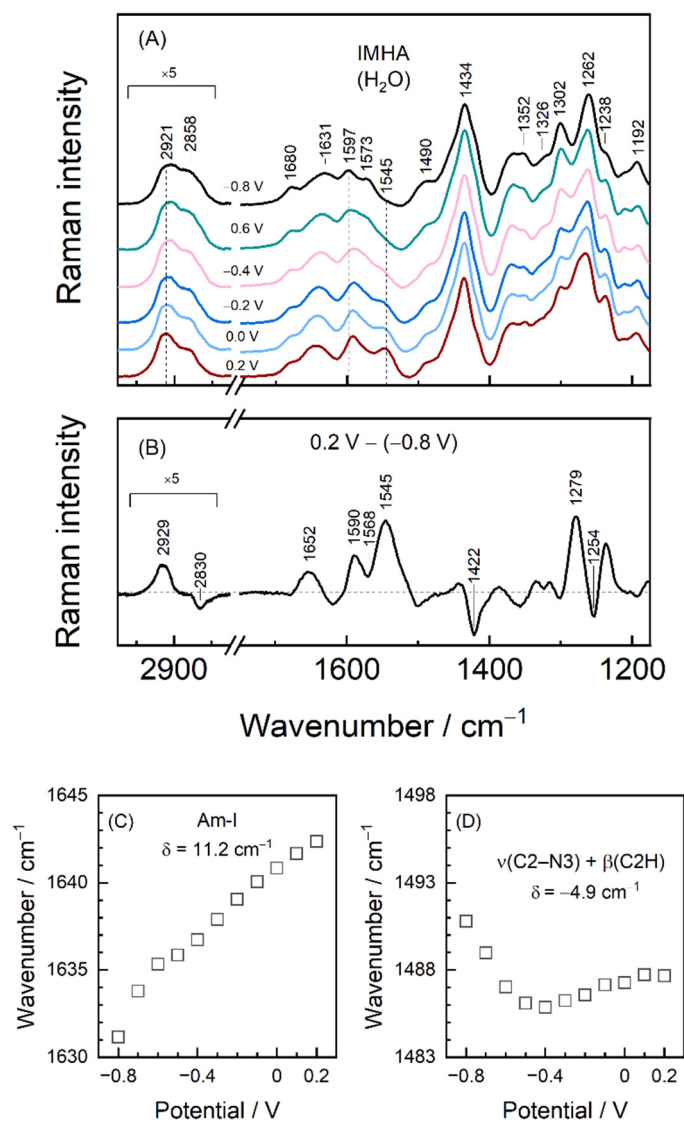 (A)
IMHA
(H₂O)
×5
2921
2858
1680
~1631
1597
1573
1545
1490
1434
~1352
~1326
1302
1262
~1238
1192
−0.8 V
0.6 V
−0.4 V
−0.2 V
0.0 V
0.2 V
Raman intensity
(B)
0.2 V – (−0.8 V)
×5
2929
2830
1652
1590
1568
1545
1422
1279
1254
Raman intensity
2900 1600 1400 1200
Wavenumber / cm⁻¹
(C)
Am-I
δ = 11.2 cm⁻¹
1645
1640
1635
1630
Wavenumber / cm⁻¹
−0.8 −0.4 0 0.2
Potential / V
(D)
ν(C2–N3) + β(C2H)
δ = −4.9 cm⁻¹
1498
1493
1488
1483
Wavenumber / cm⁻¹
−0.8 −0.4 0 0.2
Potential / V